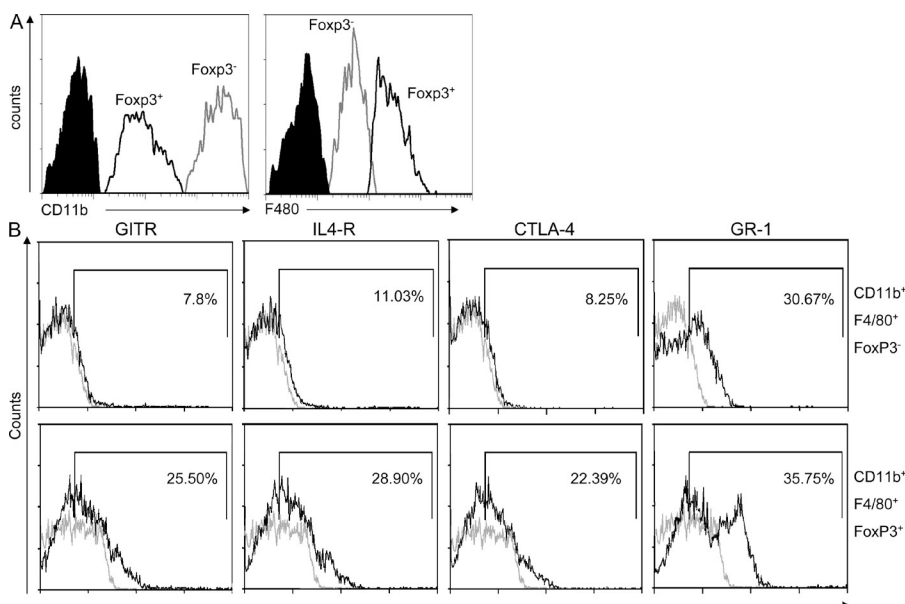 A
counts
Foxp3⁺
Foxp3⁻
CD11b
Foxp3⁻
Foxp3⁺
F480
B
GITR
IL4-R
CTLA-4
GR-1
Counts
7.8%
11.03%
8.25%
30.67%
CD11b⁺
F4/80⁺
FoxP3⁻
25.50%
28.90%
22.39%
35.75%
CD11b⁺
F4/80⁺
FoxP3⁺